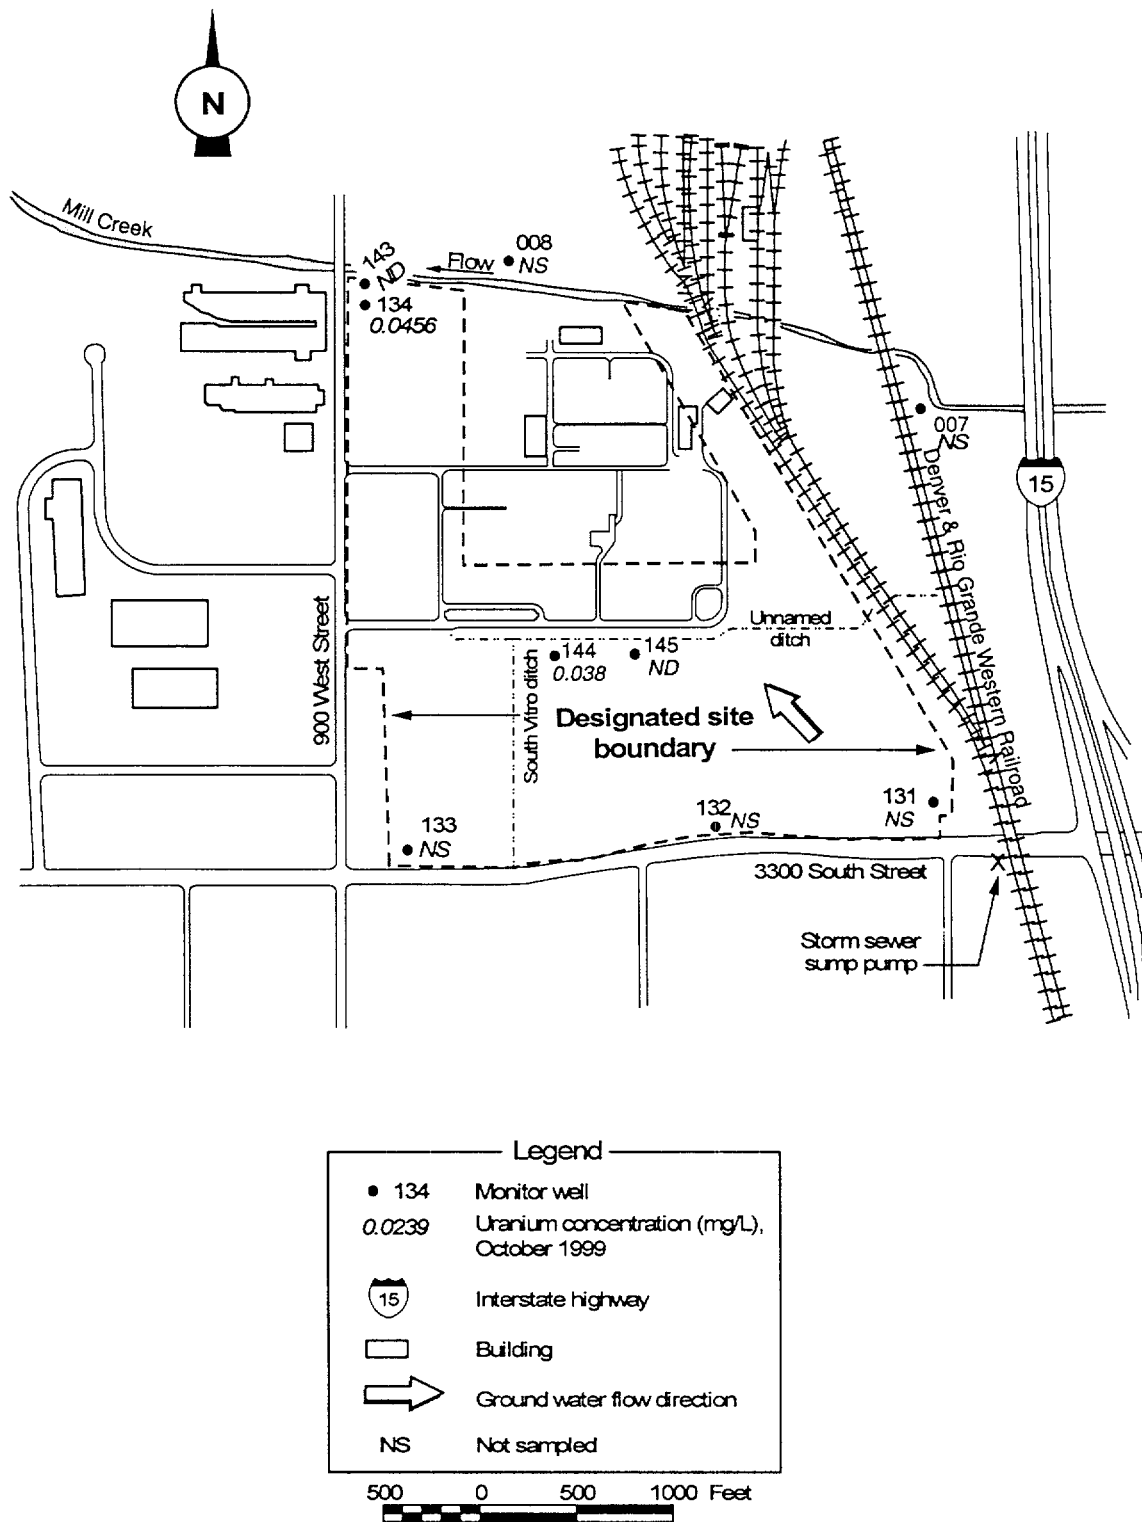 N
Mill Creek
143
ND
Flow
008
NS
134
0.0456
007
NS
15
Denver & Rio Grande Western Railroad
900 West Street
Unnamed
ditch
144
0.038
145
ND
South Vitro ditch
Designated site
boundary
133
NS
132 NS
131
NS
3300 South Street
X
Storm sewer
sump pump
Legend
134 Monitor well
0.0239 Uranium concentration (mg/L),
October 1999
15 Interstate highway
Building
Ground water flow direction
NS Not sampled
500 0 500 1000 Feet